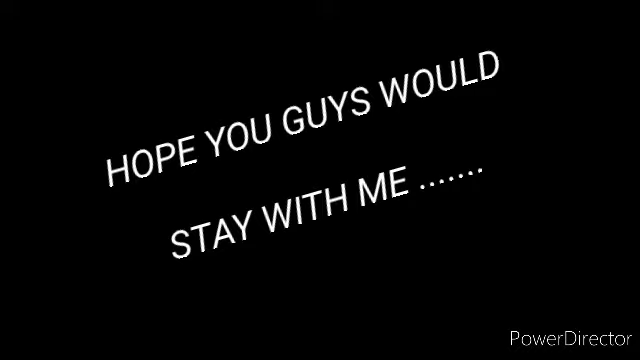 HOPE YOU GUYS WOULD
STAY WITH ME .......
PowerDirector